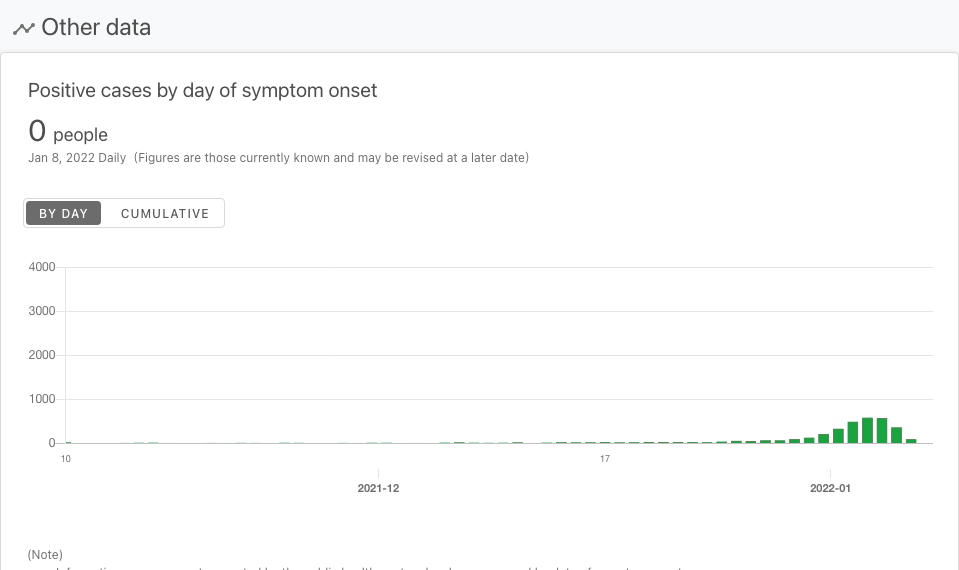 Other data
Positive cases by day of symptom onset
0 people
Jan 8, 2022 Daily (Figures are those currently known and may be revised at a later date)
BY DAY CUMULATIVE
4000
3000
2000
1000
0
10 17
2021-12 2022-01
(Note)